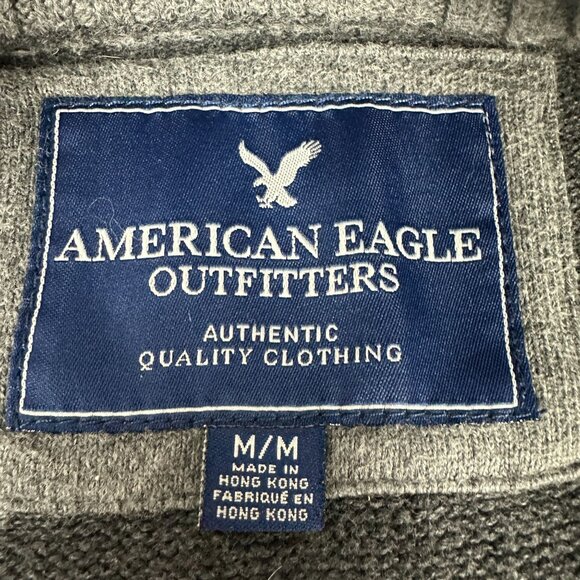 AMERICAN EAGLE
OUTFITTERS
AUTHENTIC
QUALITY CLOTHING
M/M
MADE IN
HONG KONG
FABRIQUÉ EN
HONG KONG